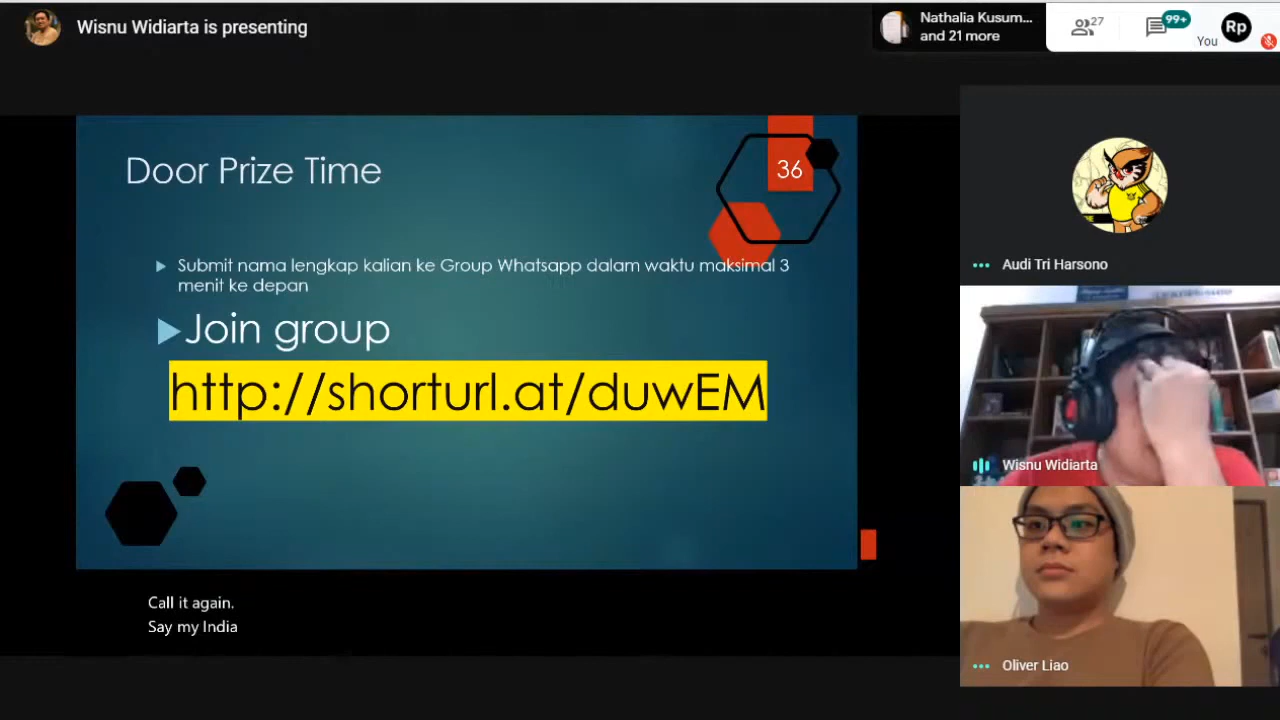 Wisnu Widiarta is presenting
Nathalia Kusum...
and 21 more
27
99+
You
Rp
Door Prize Time
36
Submit nama lengkap kalian ke Group Whatsapp dalam waktu maksimal 3
menit ke depan
Join group
http://shorturl.at/duwEM
Audi Tri Harsono
Wisnu Widiarta
Oliver Liao
Call it again.
Say my India